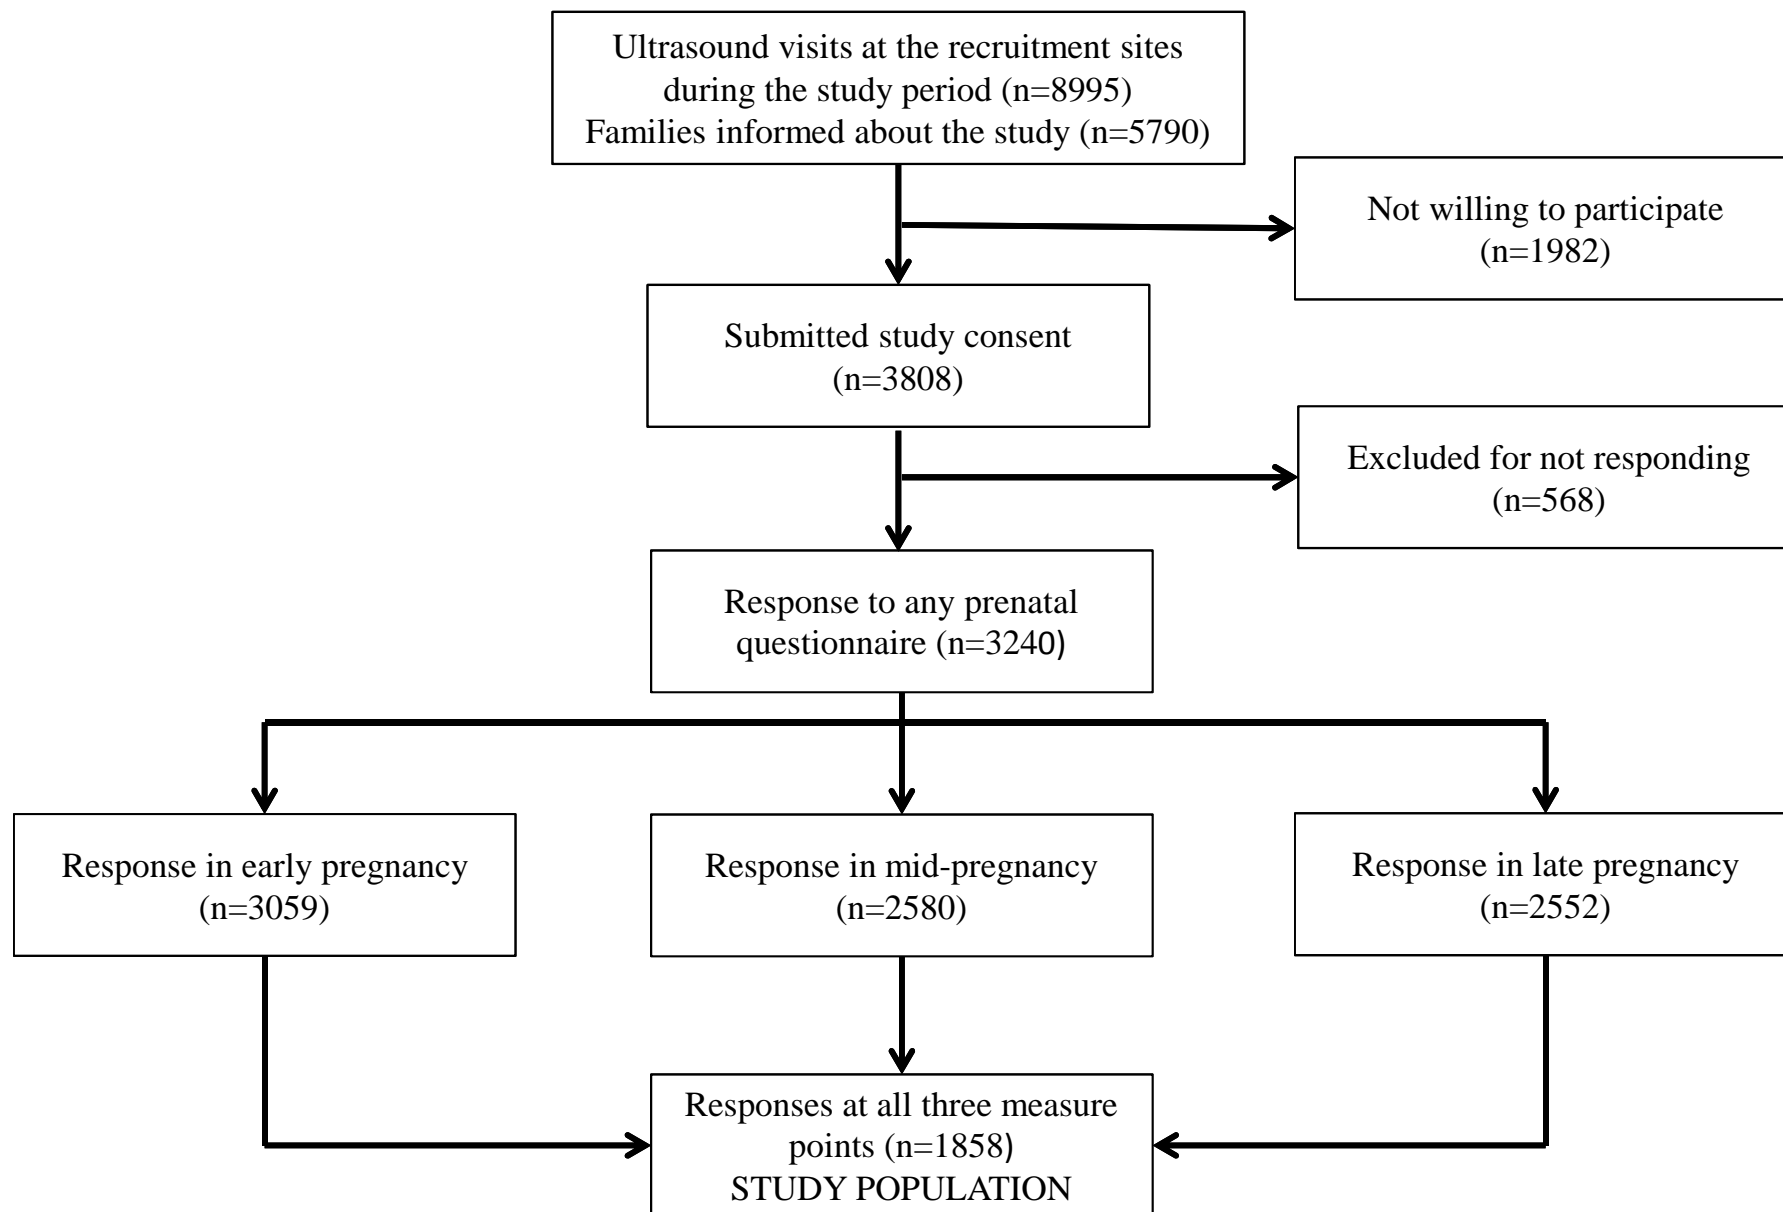 Ultrasound visits at the recruitment sites
during the study period (n=8995)
Families informed about the study (n=5790)
Not willing to participate
(n=1982)
Submitted study consent
(n=3808)
Excluded for not responding
(n=568)
Response to any prenatal
questionnaire (n=3240)
Response in early pregnancy
(n=3059)
Response in mid-pregnancy
(n=2580)
Response in late pregnancy
(n=2552)
Responses at all three measure
points (n=1858)
STUDY POPULATION